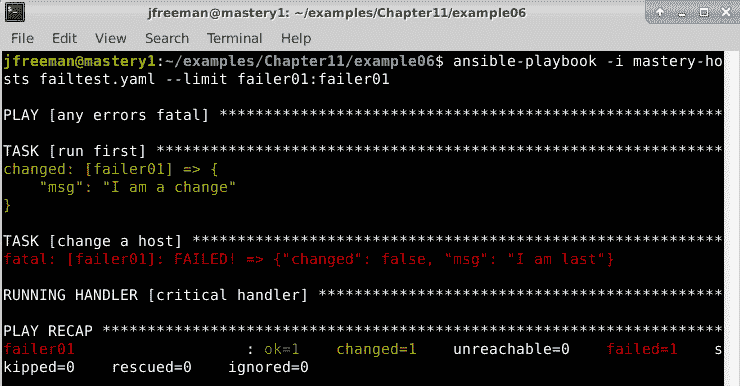 jfreeman@mastery1: ~/examples/Chapter11/example06
File Edit View Search Terminal Help
jfreeman@mastery1:~/examples/Chapter11/example06$ ansible-playbook -i mastery-ho
sts failtest.yaml --limit failer01:failer01
PLAY [any errors fatal] ********************************************************
TASK [run first] ***************************************************************
changed: [failer01] => {
    "msg": "I am a change"
}
TASK [change a host] ***********************************************************
fatal: [failer01]: FAILED! => {"changed": false, "msg": "I am last"}
RUNNING HANDLER [critical handler] *********************************************
PLAY RECAP *********************************************************************
failer01                   : ok=1    changed=1    unreachable=0    failed=1    s
kipped=0    rescued=0    ignored=0